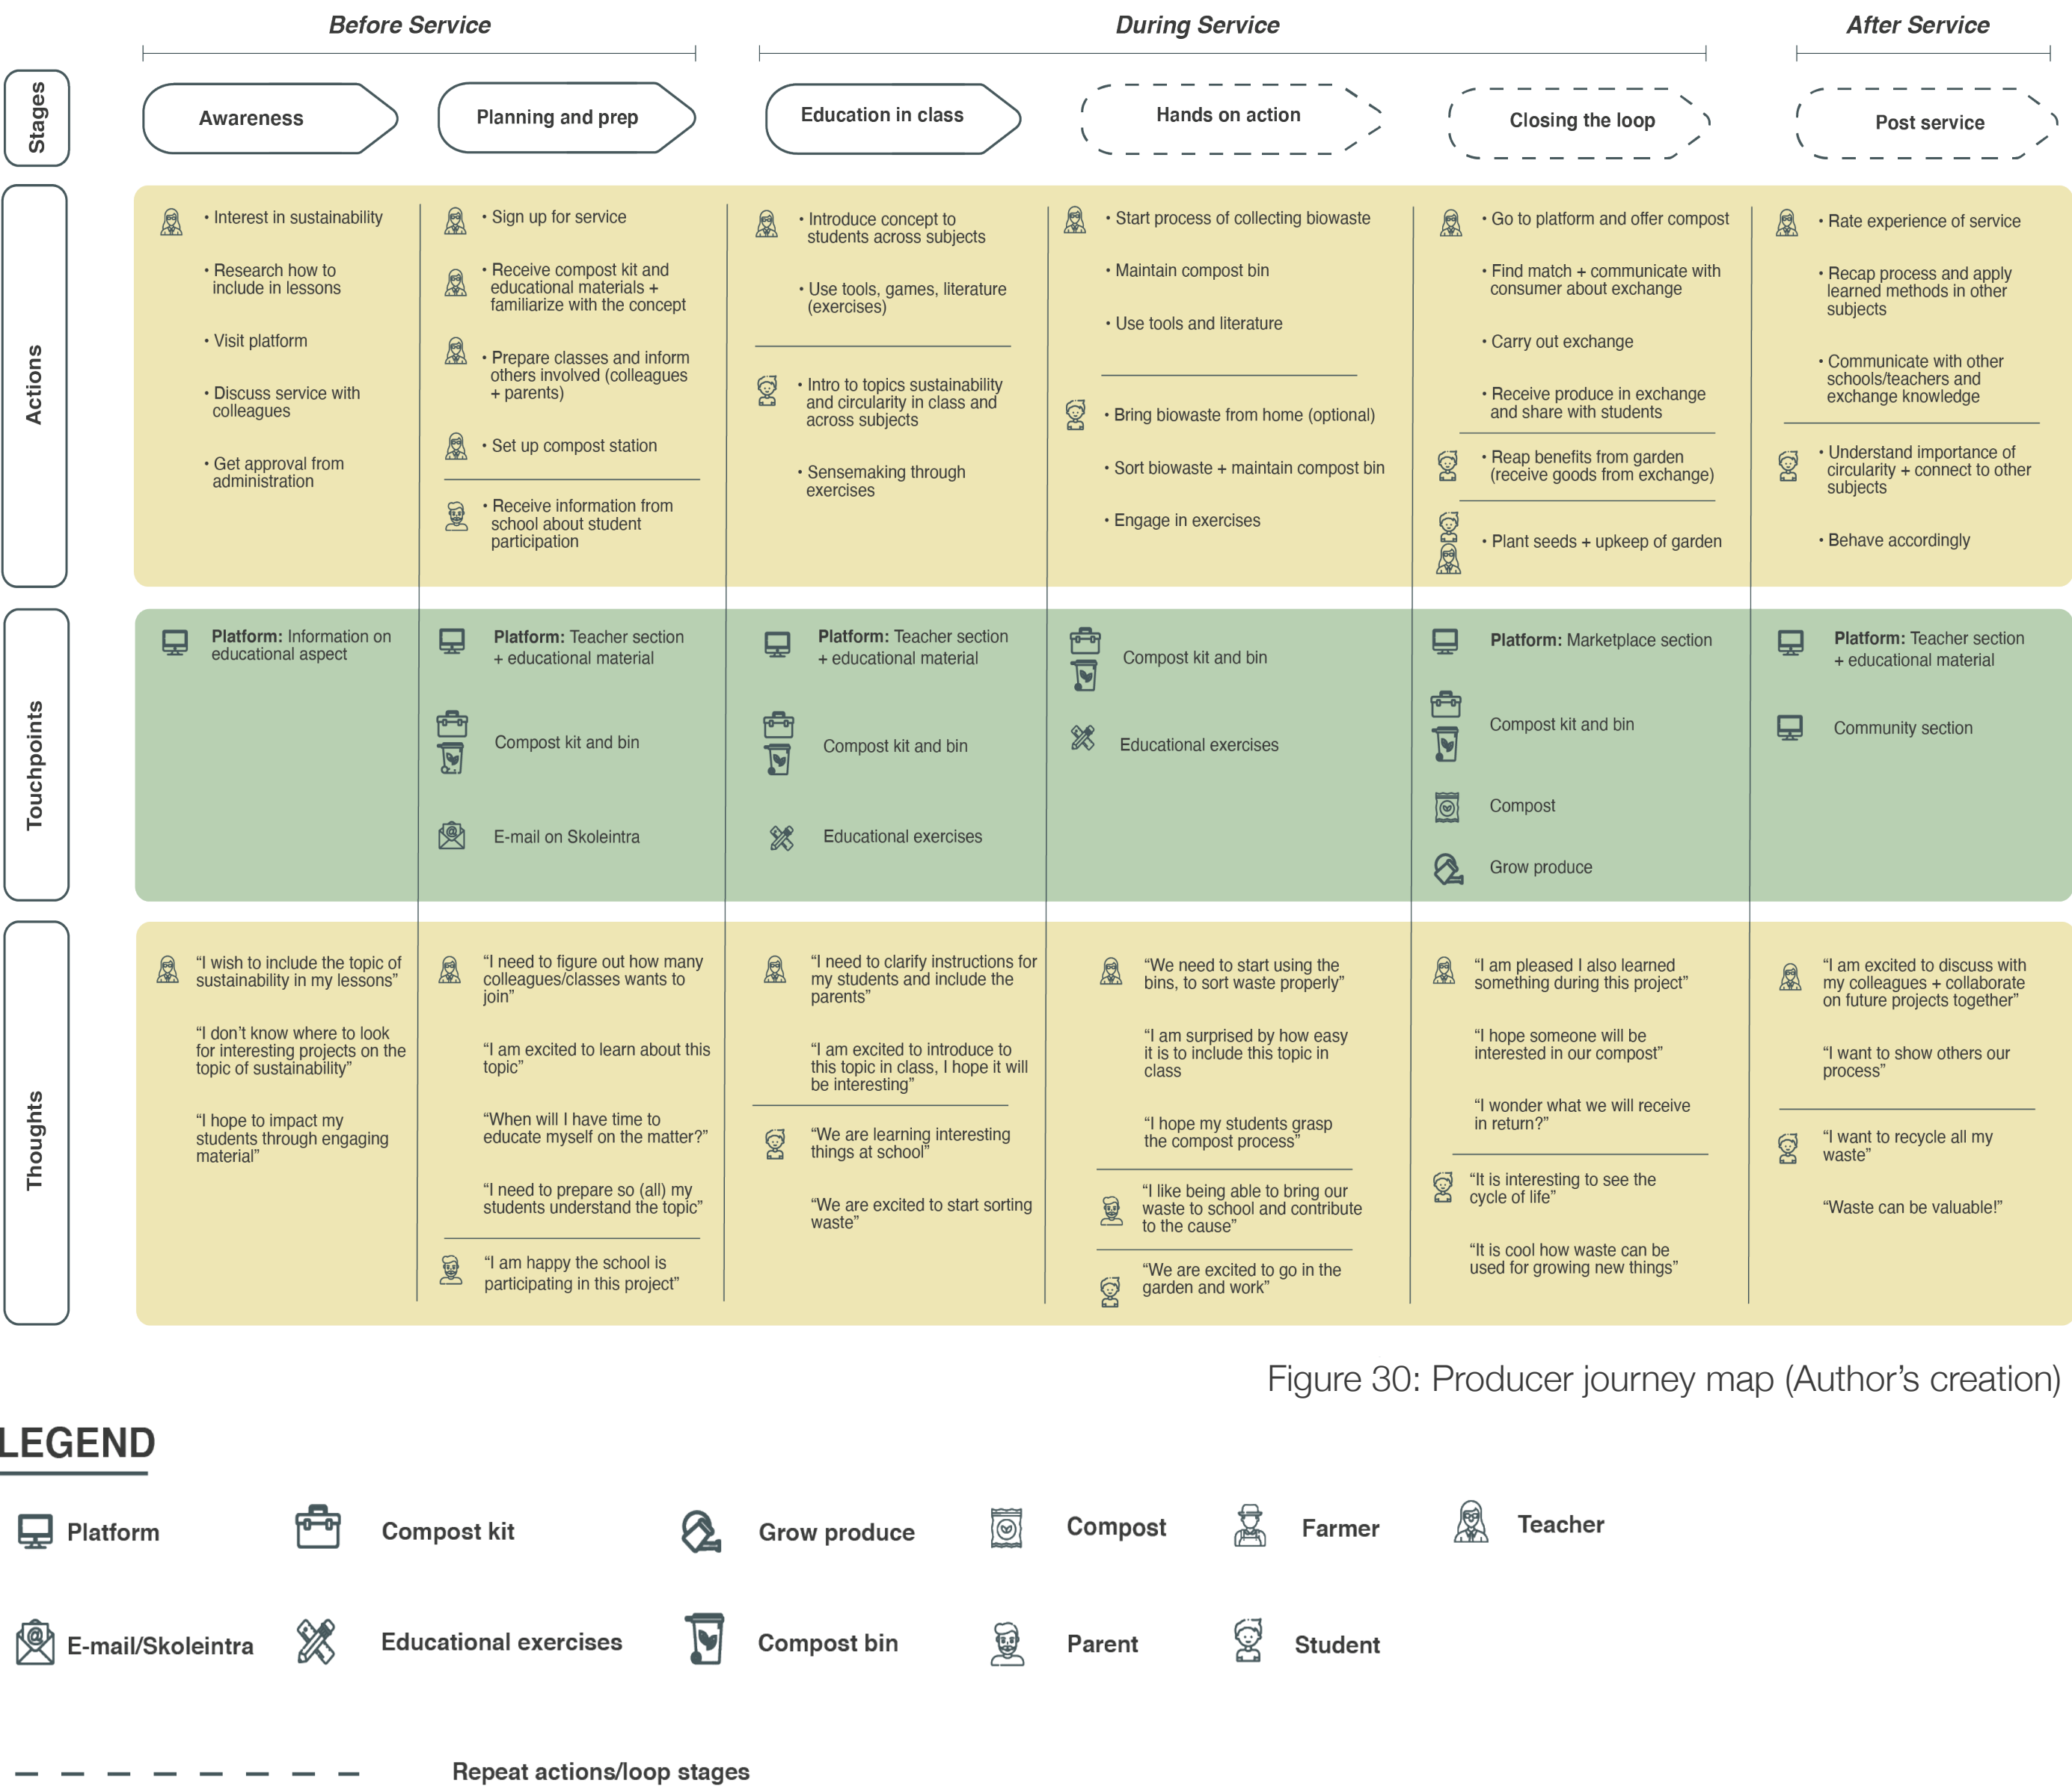 Before Service
During Service
After Service
Stages
Awareness
Planning and prep
Education in class
Hands on action
Closing the loop
Post service
Actions
• Interest in sustainability
• Research how to
include in lessons
• Visit platform
• Discuss service with
colleagues
• Get approval from
administration
• Sign up for service
• Receive compost kit and
educational materials +
familiarize with the concept
• Prepare classes and inform
others involved (colleagues
+ parents)
• Set up compost station
• Receive information from
school about student
participation
• Introduce concept to
students across subjects
• Use tools, games, literature
(exercises)
• Intro to topics sustainability
and circularity in class and
across subjects
• Sensemaking through
exercises
• Start process of collecting biowaste
• Maintain compost bin
• Use tools and literature
• Bring biowaste from home (optional)
• Sort biowaste + maintain compost bin
• Engage in exercises
• Go to platform and offer compost
• Find match + communicate with
consumer about exchange
• Carry out exchange
• Receive produce in exchange
and share with students
• Reap benefits from garden
(receive goods from exchange)
• Plant seeds + upkeep of garden
• Rate experience of service
• Recap process and apply
learned methods in other
subjects
• Communicate with other
schools/teachers and
exchange knowledge
• Understand importance of
circularity + connect to other
subjects
• Behave accordingly
Touchpoints
Platform: Information on
educational aspect
Platform: Teacher section
+ educational material
Compost kit and bin
E-mail on Skoleintra
Platform: Teacher section
+ educational material
Compost kit and bin
Educational exercises
Compost kit and bin
Educational exercises
Platform: Marketplace section
Compost kit and bin
Compost
Grow produce
Platform: Teacher section
+ educational material
Community section
Thoughts
“I wish to include the topic of
sustainability in my lessons”
“I don’t know where to look
for interesting projects on the
topic of sustainability”
“I hope to impact my
students through engaging
material”
“I need to figure out how many
colleagues/classes wants to
join”
“I am excited to learn about this
topic”
“When will I have time to
educate myself on the matter?”
“I need to prepare so (all) my
students understand the topic”
“I am happy the school is
participating in this project”
“I need to clarify instructions for
my students and include the
parents”
“I am excited to introduce to
this topic in class, I hope it will
be interesting”
“We are learning interesting
things at school”
“We are excited to start sorting
waste”
“We need to start using the
bins, to sort waste properly”
“I am surprised by how easy
it is to include this topic in
class
“I hope my students grasp
the compost process”
“I like being able to bring our
waste to school and contribute
to the cause”
“We are excited to go in the
garden and work”
“I am pleased I also learned
something during this project”
“I hope someone will be
interested in our compost”
“I wonder what we will receive
in return?”
“It is interesting to see the
cycle of life”
“It is cool how waste can be
used for growing new things”
“I am excited to discuss with
my colleagues + collaborate
on future projects together”
“I want to show others our
process”
“I want to recycle all my
waste”
“Waste can be valuable!”
Figure 30: Producer journey map (Author’s creation)
LEGEND
Platform
Compost kit
Grow produce
Compost
Farmer
Teacher
E-mail/Skoleintra
Educational exercises
Compost bin
Parent
Student
Repeat actions/loop stages